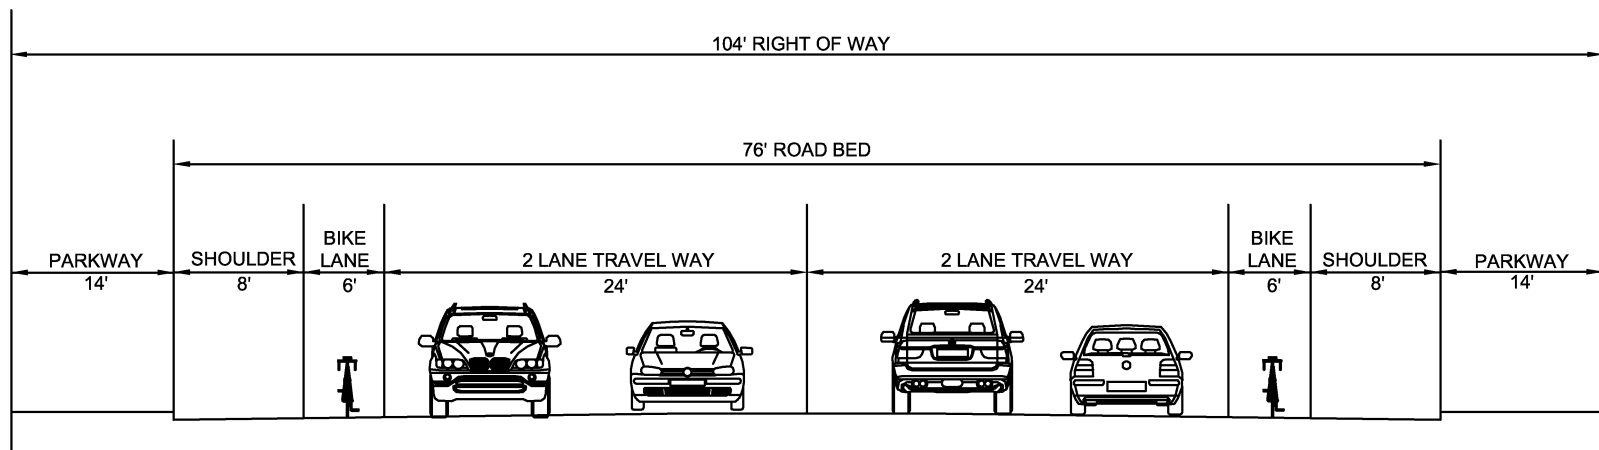 104' RIGHT OF WAY
76' ROAD BED
PARKWAY
14'
SHOULDER
8'
BIKE
LANE
6'
2 LANE TRAVEL WAY
24'
2 LANE TRAVEL WAY
24'
BIKE
LANE
6'
SHOULDER
8'
PARKWAY
14'